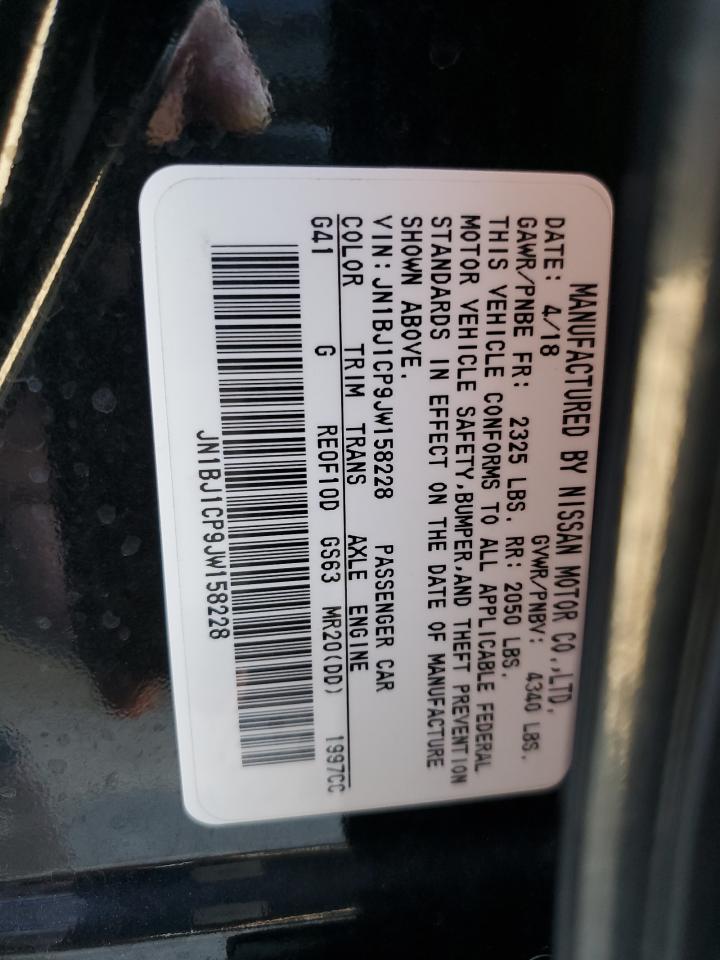 MANUFACTURED BY NISSAN MOTOR CO.,LTD.
DATE: 4/18 GVWR/PNBV: 4340 LBS.
GAWR/PNBE FR: 2325 LBS. RR: 2050 LBS.
THIS VEHICLE CONFORMS TO ALL APPLICABLE FEDERAL
MOTOR VEHICLE SAFETY,BUMPER,AND THEFT PREVENTION
STANDARDS IN EFFECT ON THE DATE OF MANUFACTURE
SHOWN ABOVE.
VIN:JN1BJ1CP9JW158228 PASSENGER CAR
COLOR TRIM TRANS AXLE ENGINE
G41 G RE0F10D GS63 MR20(DD) 1997CC
JN1BJ1CP9JW158228